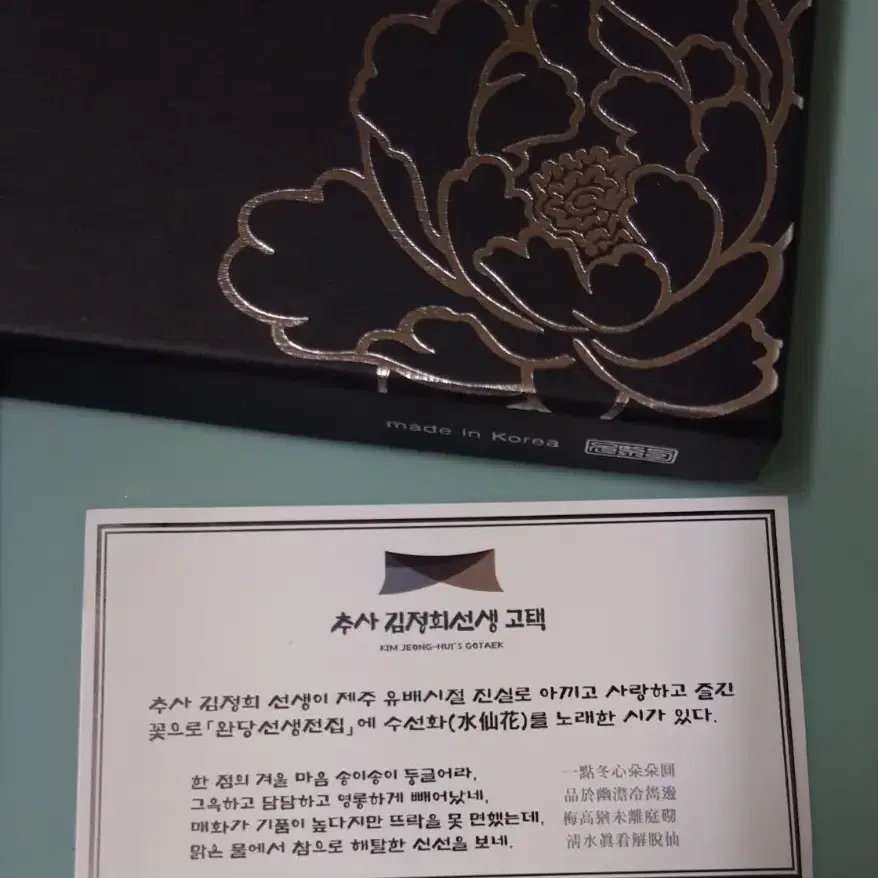 made in Korea
추사 김정희선생 고택
KIM JEONG-HUI'S GOTAEK
추사 김정희 선생이 제주 유배시절 진실로 아끼고 사랑하고 즐긴
꽃으로 「완당선생전집」에 수선화(水仙花)를 노래한 시가 있다.
한 점의 겨울 마음 송이송이 둥글어라,
그윽하고 담담하고 영롱하게 빼어났네,
매화가 기품이 높다지만 뜨락을 못 면했는데,
맑은 물에서 참으로 해탈한 신선을 보네.
一點冬心朵朵圓
品於幽澹冷雋邊
梅高猶未離庭砌
淸水眞看解脫仙